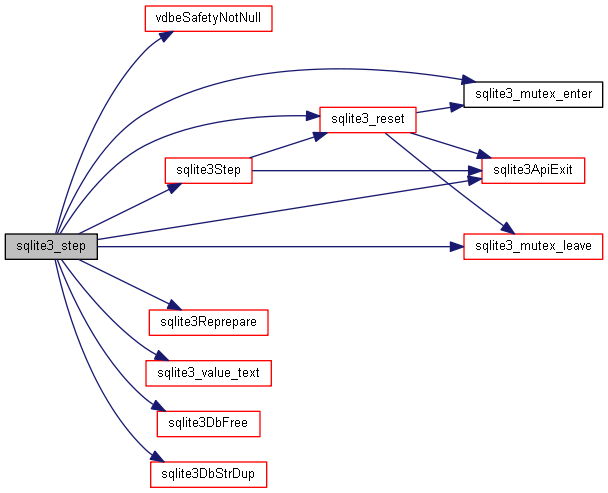 vdbeSafetyNotNull
sqlite3_mutex_enter
sqlite3_reset
sqlite3Step
sqlite3ApiExit
sqlite3_step
sqlite3_mutex_leave
sqlite3Reprepare
sqlite3_value_text
sqlite3DbFree
sqlite3DbStrDup